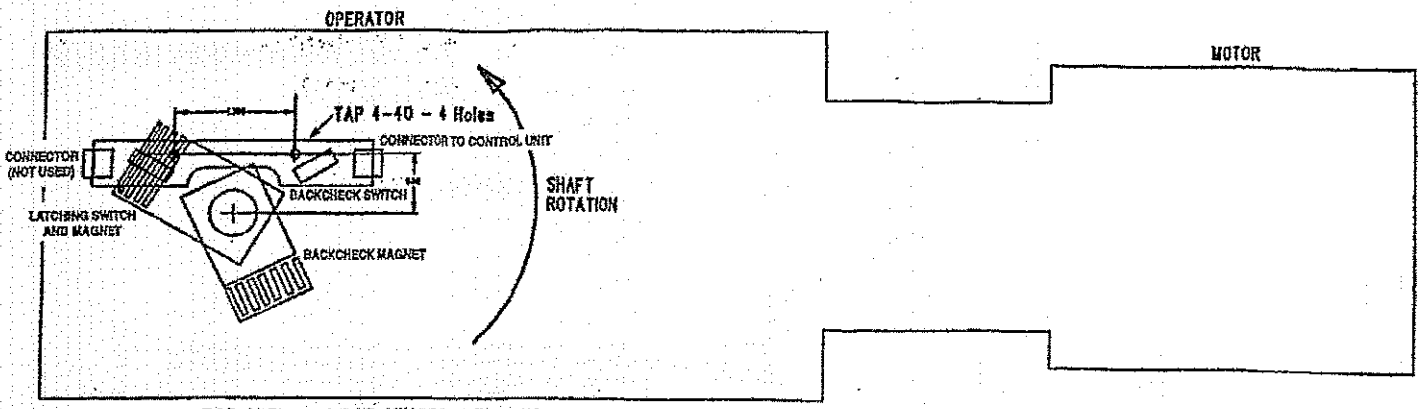 OPERATOR
MOTOR
TAP 4-40 - 4 Holes
CONNECTOR TO CONTROL UNIT
CONNECTOR
(NOT USED)
SHAFT
ROTATION
BACKCHECK SWITCH
LATCHING SWITCH
AND MAGNET
BACKCHECK MAGNET